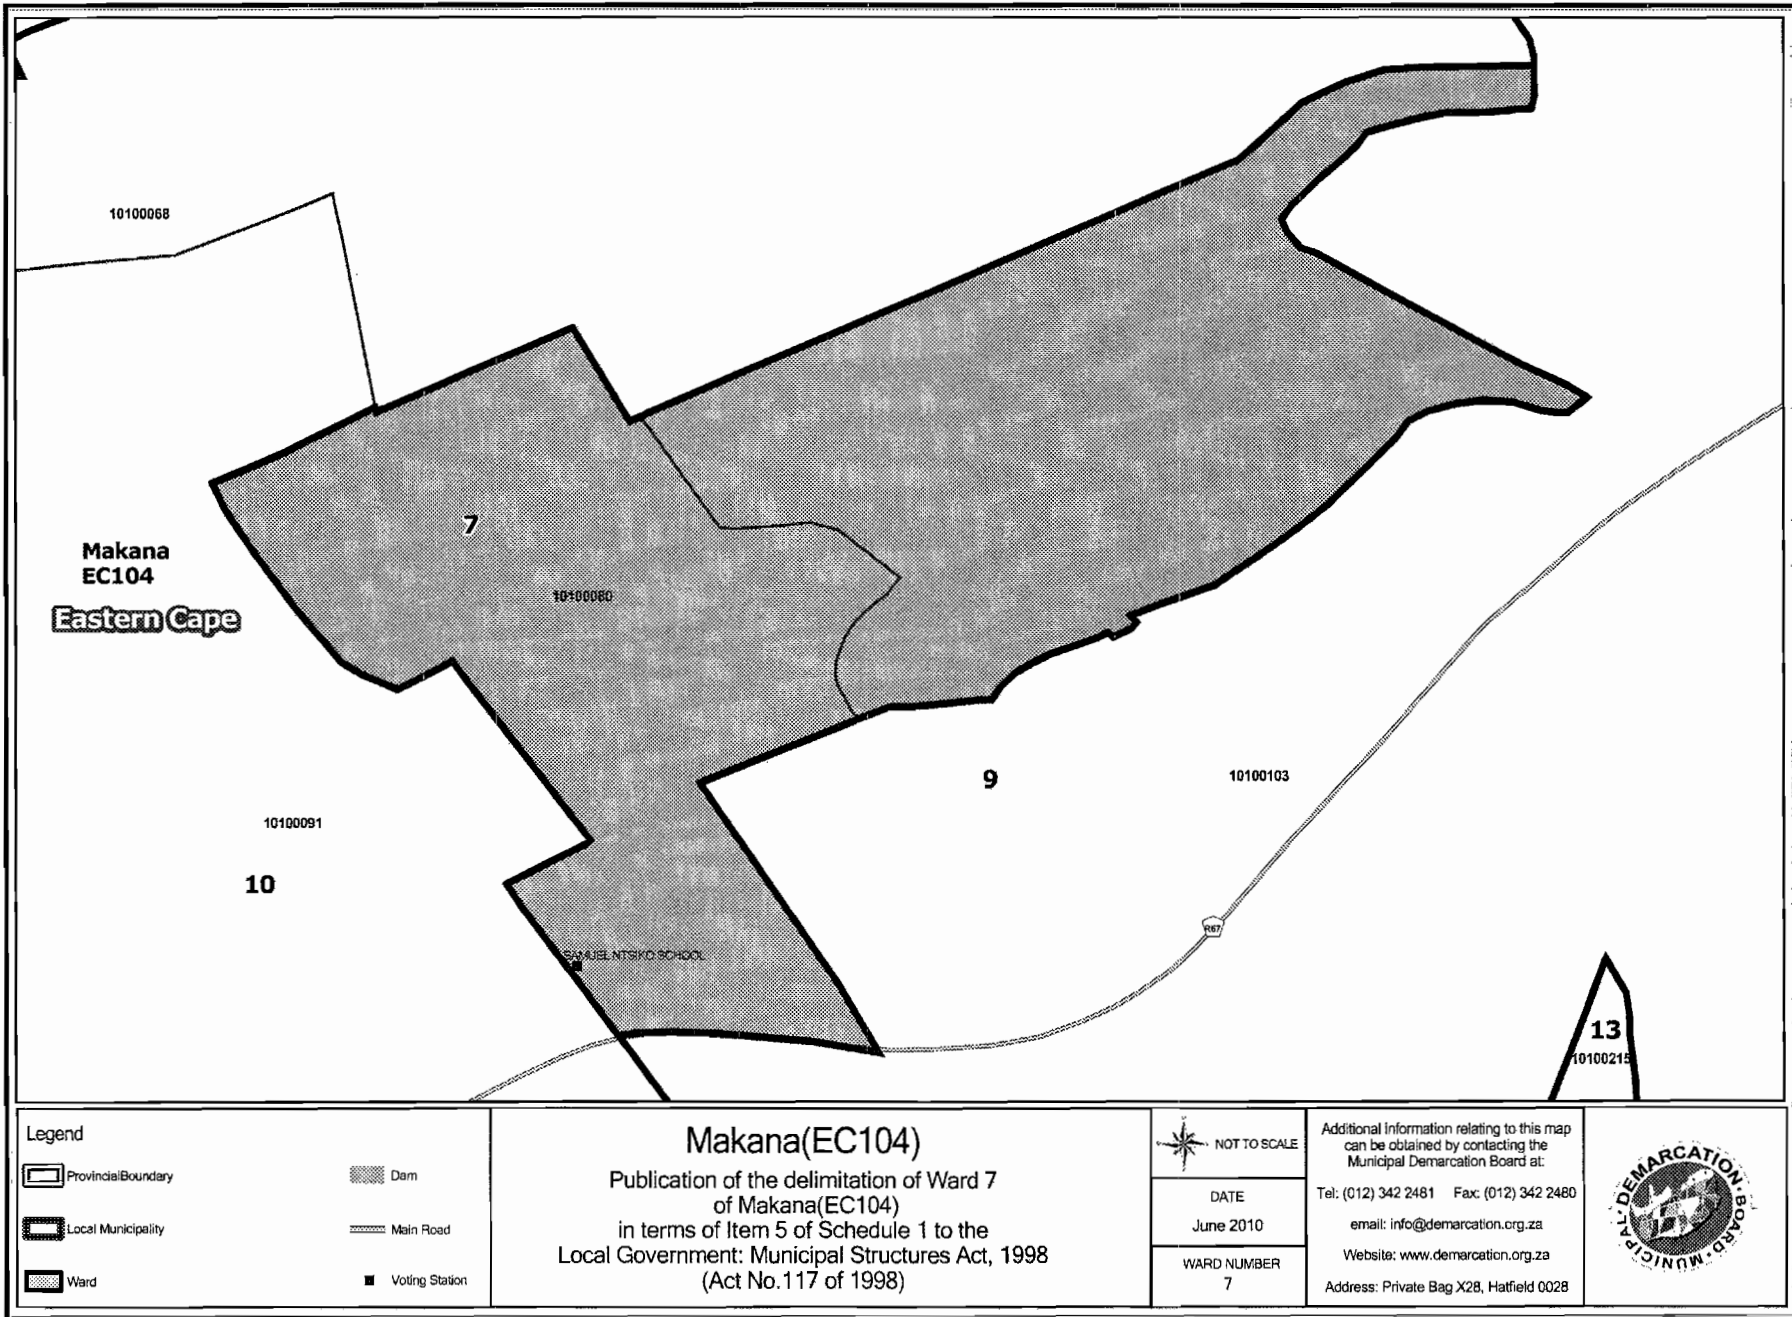 10100068
7
Makana
EC104
Eastern Cape
10100080
9
10100103
10100091
10
R67
SAMUEL NTSIKO SCHOOL
13
10100215
Legend
ProvincialBoundary
Local Municipality
Ward
Dam
Main Road
Voting Station
Makana(EC104)
Publication of the delimitation of Ward 7
of Makana(EC104)
in terms of Item 5 of Schedule 1 to the
Local Government: Municipal Structures Act, 1998
(Act No.117 of 1998)
NOT TO SCALE
DATE
June 2010
WARD NUMBER
7
Additional Information relating to this map
can be obtained by contacting the
Municipal Demarcation Board at:
Tel: (012) 342 2481 Fax: (012) 342 2480
email: info@demarcation.org.za
Website: www.demarcation.org.za
Address: Private Bag X28, Hatfield 0028
MUNICIPAL DEMARCATION BOARD